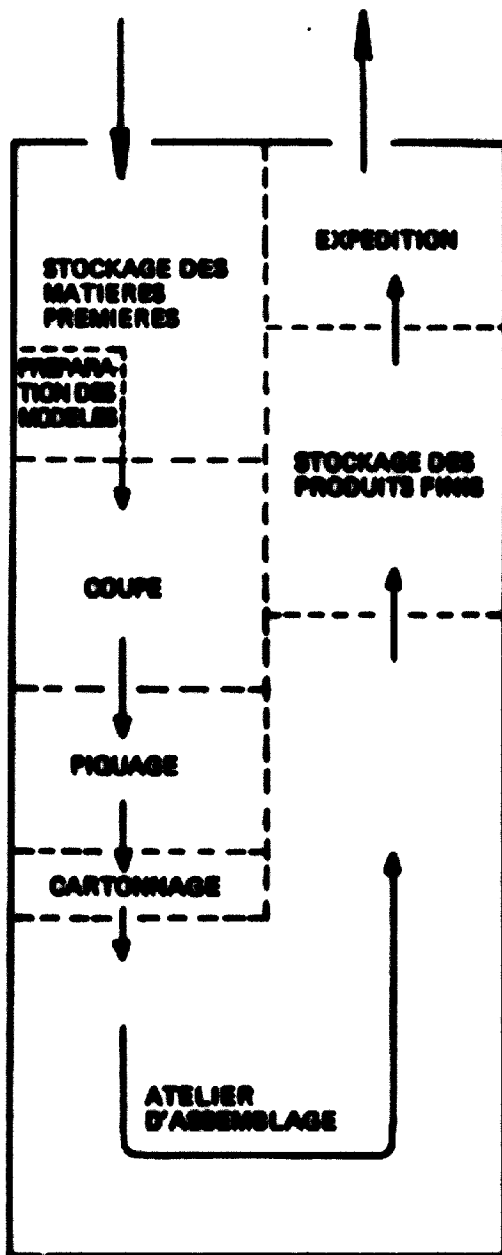 STOCKAGE DES
MATIERES
PREMIERES
PREPARA-
TION DES
MODELES
COUPE
PIQUAGE
CARTONNAGE
ATELIER
D'ASSEMBLAGE
STOCKAGE DES
PRODUITS FINIS
EXPEDITION